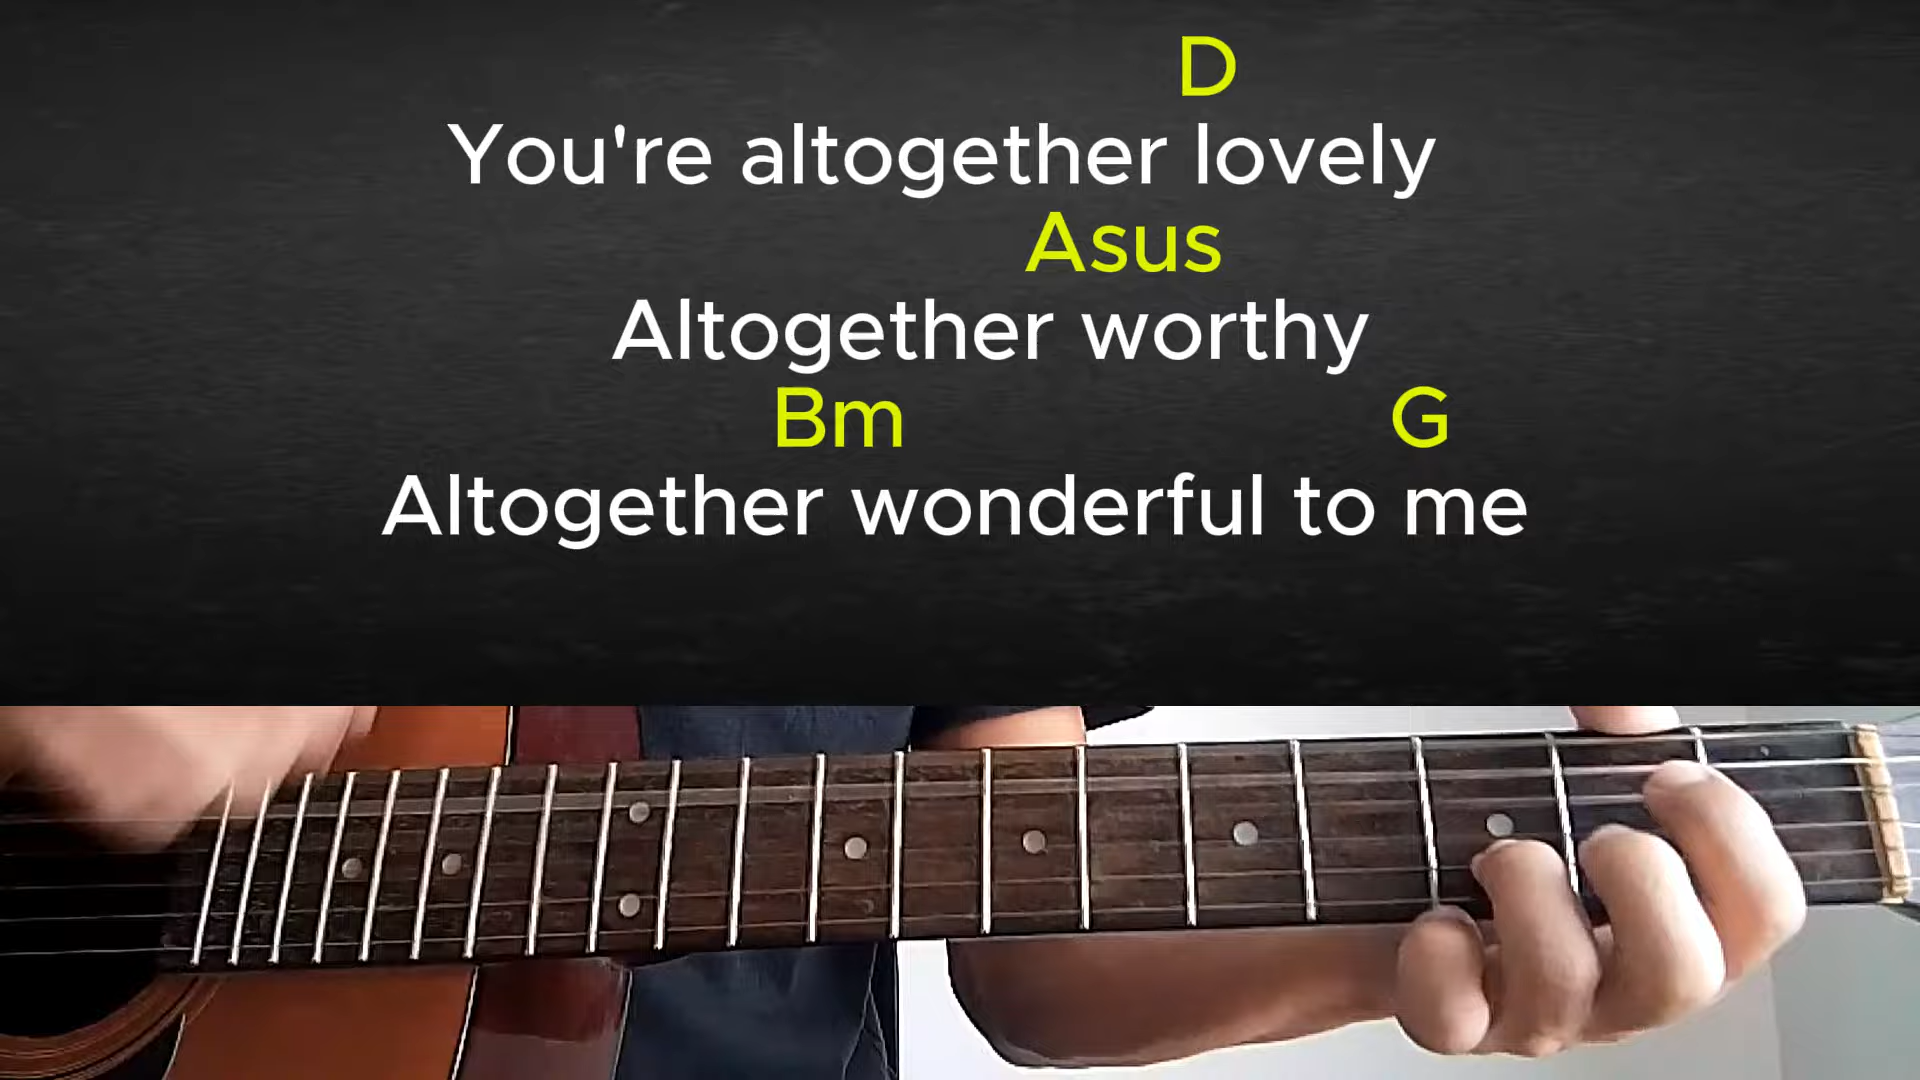 D
You're altogether lovely
Asus
Altogether worthy
Bm G
Altogether wonderful to me